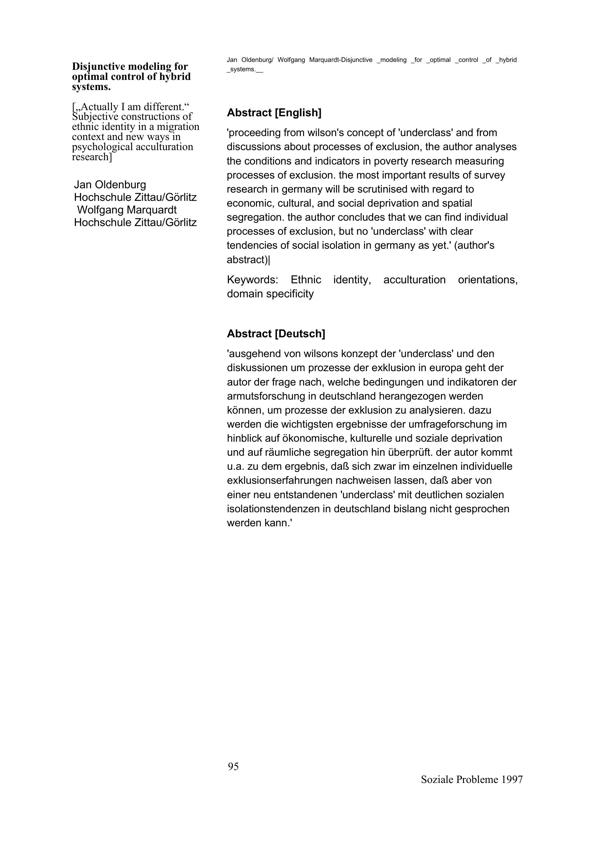 Disjunctive modeling for
optimal control of hybrid
systems.
[„Actually I am different.“
Subjective constructions of
ethnic identity in a migration
context and new ways in
psychological acculturation
research]
Jan Oldenburg
Hochschule Zittau/Görlitz
Wolfgang Marquardt
Hochschule Zittau/Görlitz
Jan Oldenburg/ Wolfgang Marquardt-Disjunctive _modeling _for _optimal _control _of _hybrid
_systems.__
Abstract [English]
'proceeding from wilson's concept of 'underclass' and from
discussions about processes of exclusion, the author analyses
the conditions and indicators in poverty research measuring
processes of exclusion. the most important results of survey
research in germany will be scrutinised with regard to
economic, cultural, and social deprivation and spatial
segregation. the author concludes that we can find individual
processes of exclusion, but no 'underclass' with clear
tendencies of social isolation in germany as yet.' (author's
abstract)|
Keywords: Ethnic identity, acculturation orientations,
domain specificity
Abstract [Deutsch]
'ausgehend von wilsons konzept der 'underclass' und den
diskussionen um prozesse der exklusion in europa geht der
autor der frage nach, welche bedingungen und indikatoren der
armutsforschung in deutschland herangezogen werden
können, um prozesse der exklusion zu analysieren. dazu
werden die wichtigsten ergebnisse der umfrageforschung im
hinblick auf ökonomische, kulturelle und soziale deprivation
und auf räumliche segregation hin überprüft. der autor kommt
u.a. zu dem ergebnis, daß sich zwar im einzelnen individuelle
exklusionserfahrungen nachweisen lassen, daß aber von
einer neu entstandenen 'underclass' mit deutlichen sozialen
isolationstendenzen in deutschland bislang nicht gesprochen
werden kann.'
95
Soziale Probleme 1997